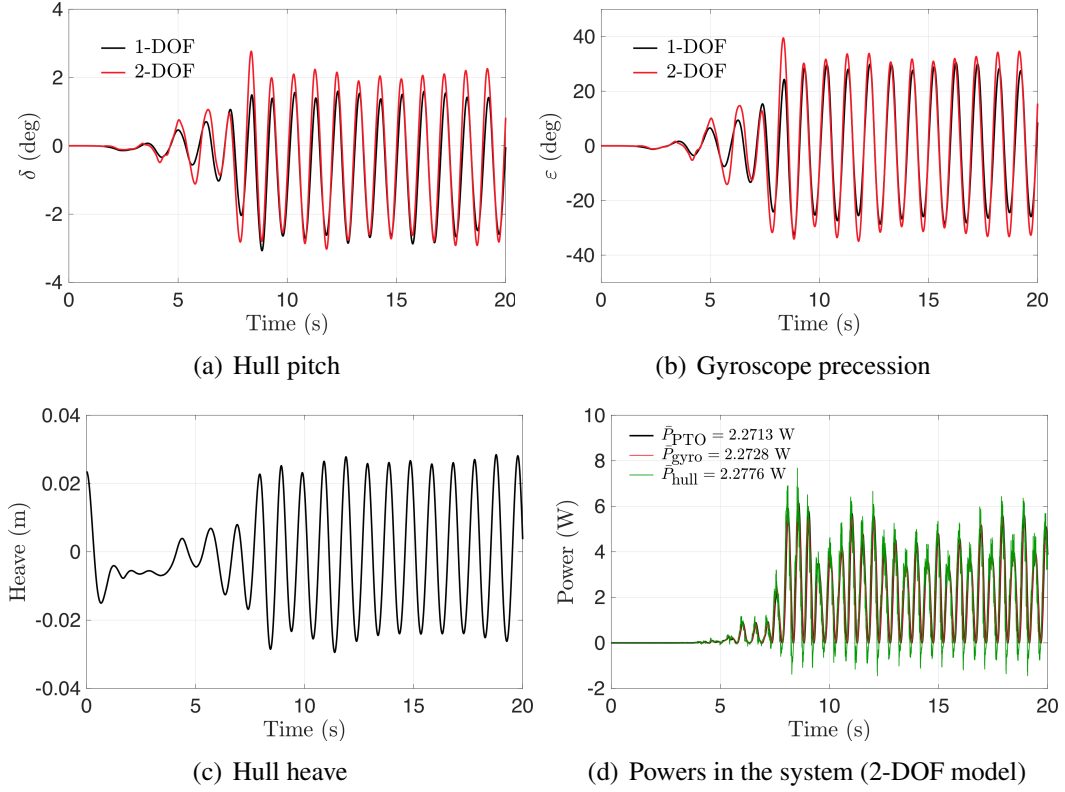 4
2
0
-2
-4
δ (deg)
1-DOF
2-DOF
0 5 10 15 20
Time (s)
(a) Hull pitch
40
20
0
-20
-40
ε (deg)
1-DOF
2-DOF
0 5 10 15 20
Time (s)
(b) Gyroscope precession
0.04
0.02
0
-0.02
-0.04
Heave (m)
0 5 10 15 20
Time (s)
(c) Hull heave
10
8
6
4
2
0
-2
Power (W)
P̄PTO = 2.2713 W
P̄gyro = 2.2728 W
P̄hull = 2.2776 W
0 5 10 15 20
Time (s)
(d) Powers in the system (2-DOF model)